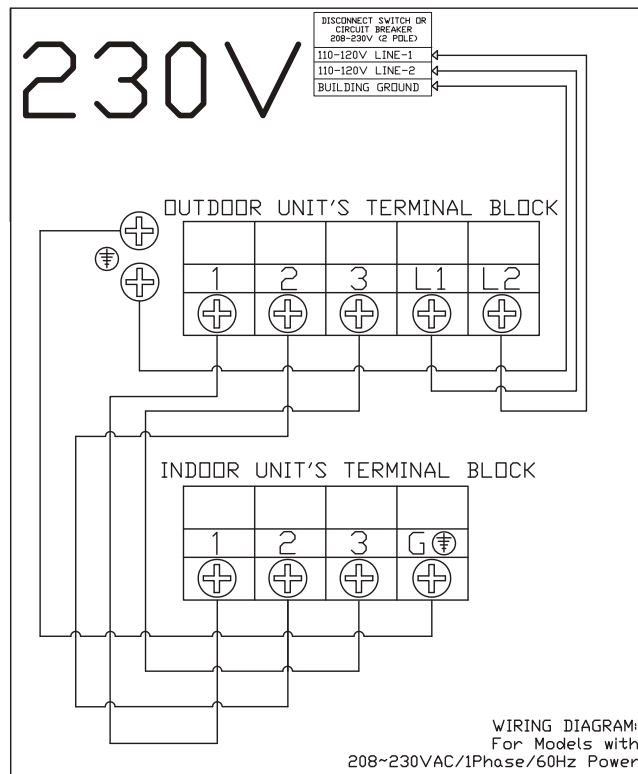 230V
DISCONNECT SWITCH OR
CIRCUIT BREAKER
208-230V (2 POLE)
110-120V LINE-1
110-120V LINE-2
BUILDING GROUND
OUTDOOR UNIT'S TERMINAL BLOCK
1 2 3 L1 L2
INDOOR UNIT'S TERMINAL BLOCK
1 2 3 G
WIRING DIAGRAM:
For Models with
208~230VAC/1Phase/60Hz Power